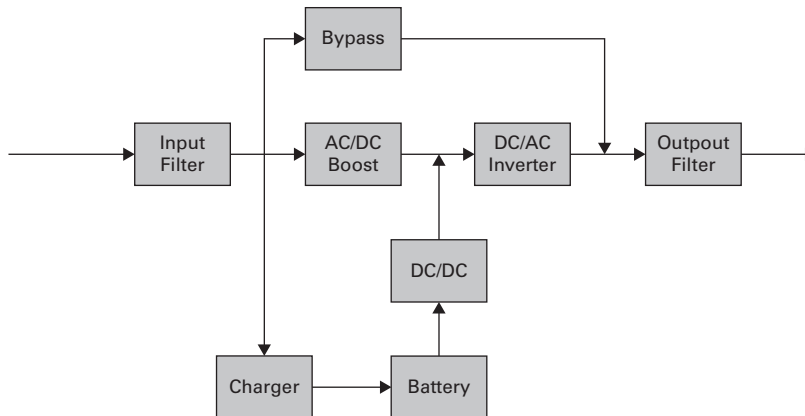 Bypass
Input
Filter
AC/DC
Boost
DC/AC
Inverter
Outpout
Filter
DC/DC
Charger
Battery